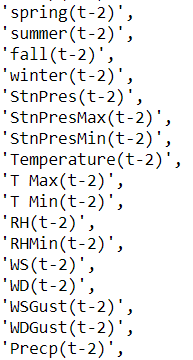 'spring(t-2)',
'summer(t-2)',
'fall(t-2)',
'winter(t-2)',
'StnPres(t-2)',
'StnPresMax(t-2)',
'StnPresMin(t-2)',
'Temperature(t-2)',
'T Max(t-2)',
'T Min(t-2)',
'RH(t-2)',
'RHMin(t-2)',
'WS(t-2)',
'WD(t-2)',
'WSGust(t-2)',
'WDGust(t-2)',
'Precp(t-2)',